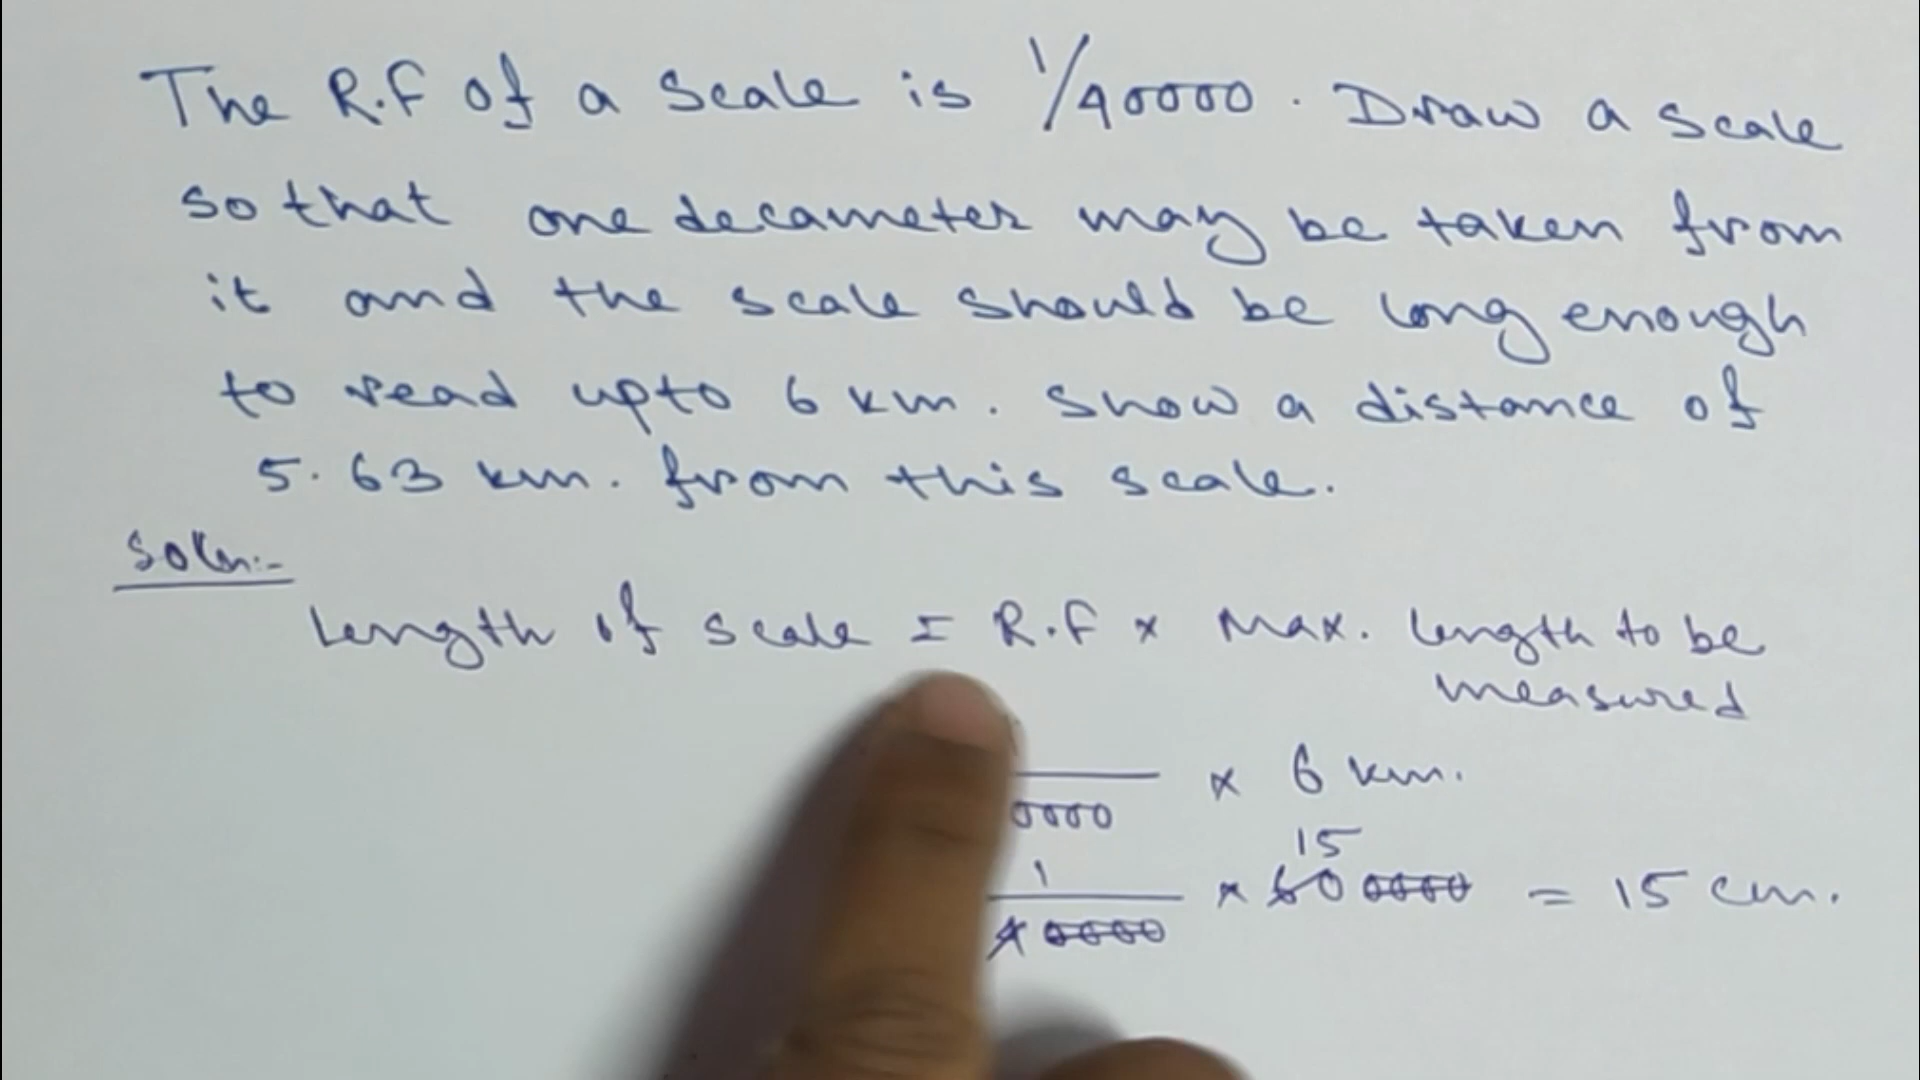 The R.F of a scale is 1/40000. Draw a scale
so that one decameter may be taken from
it and the scale should be long enough
to read upto 6 km. Show a distance of
5.63 km. from this scale.
Soln:-
Length of scale = R.F x Max. length to be
measured
0000 x 6 km.
15
1/40000 x 600000 = 15 cm.